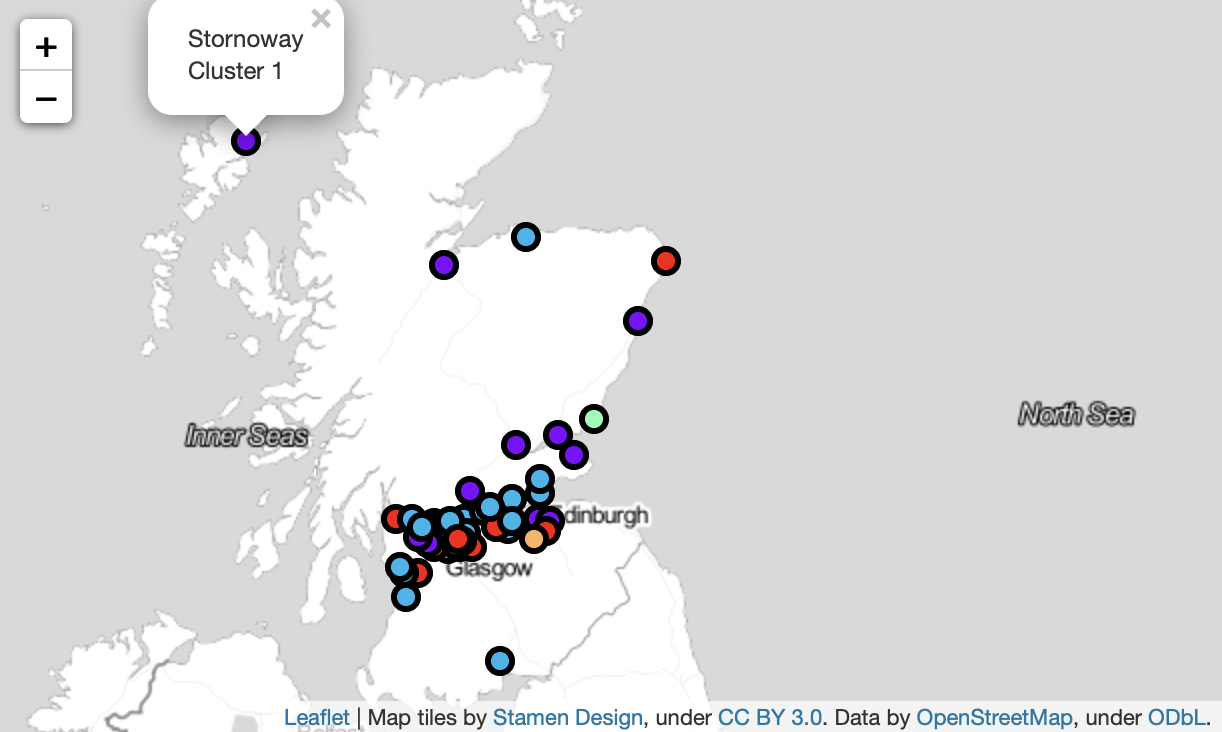 +
−
Stornoway
Cluster 1
×
Inner Seas
North Sea
dinburgh
Glasgow
Belfas
Leaflet | Map tiles by Stamen Design, under CC BY 3.0. Data by OpenStreetMap, under ODbL.